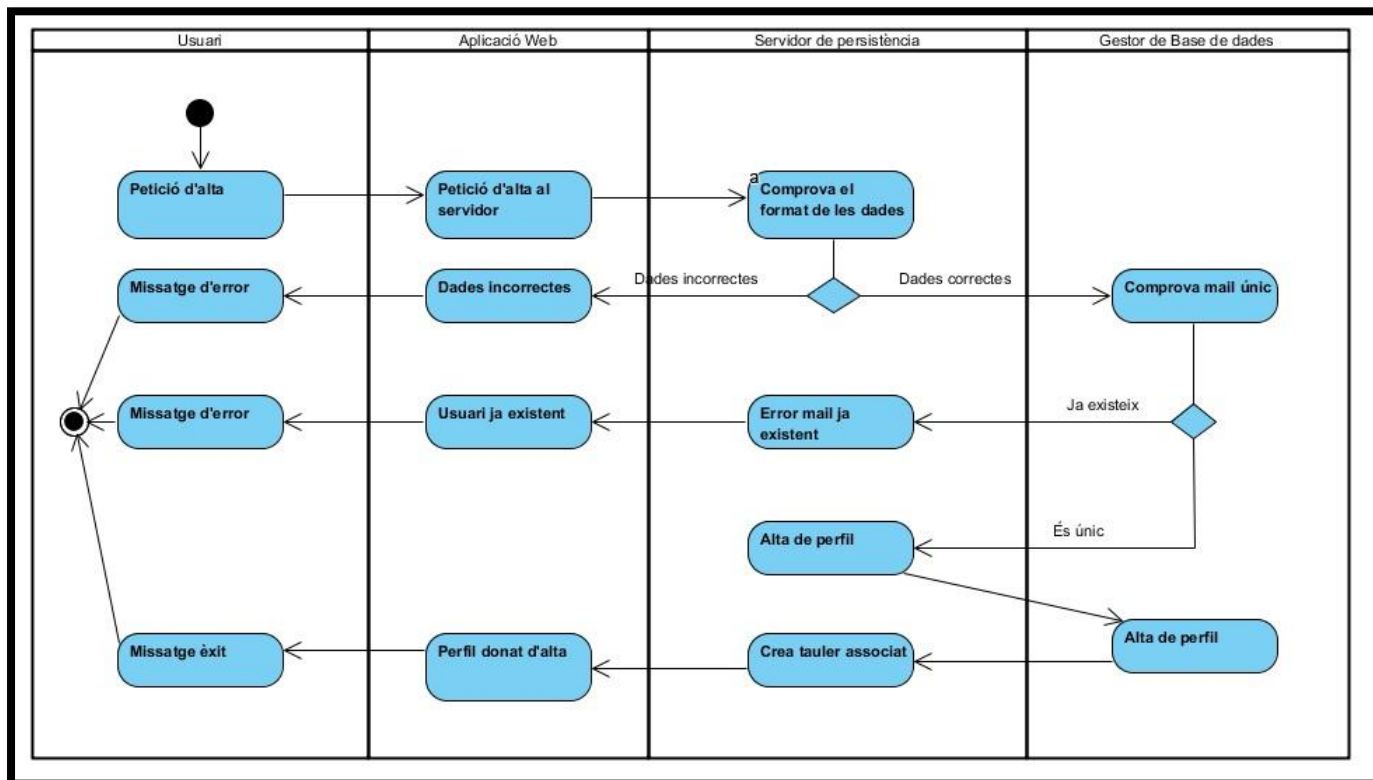 Usuari
Aplicació Web
Servidor de persistència
Gestor de Base de dades
Petició d'alta
Petició d'alta al
servidor
a
Comprova el
format de les dades
Missatge d'error
Dades incorrectes
Dades incorrectes
Dades correctes
Comprova mail únic
Missatge d'error
Usuari ja existent
Error mail ja
existent
Ja existeix
Alta de perfil
És únic
Missatge èxit
Perfil donat d'alta
Crea tauler associat
Alta de perfil